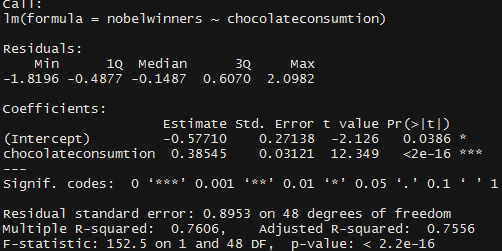 Call:
lm(formula = nobelwinners ~ chocolateconsumtion)
Residuals:
Min 1Q Median 3Q Max
-1.8196 -0.4877 -0.1487 0.6070 2.0982
Coefficients:
Estimate Std. Error t value Pr(>|t|)
(Intercept) -0.57710 0.27138 -2.126 0.0386 *
chocolateconsumtion 0.38545 0.03121 12.349 <2e-16 ***
---
Signif. codes: 0 ‘***’ 0.001 ‘**’ 0.01 ‘*’ 0.05 ‘.’ 0.1 ‘ ’ 1
Residual standard error: 0.8953 on 48 degrees of freedom
Multiple R-squared: 0.7606, Adjusted R-squared: 0.7556
F-statistic: 152.5 on 1 and 48 DF, p-value: < 2.2e-16